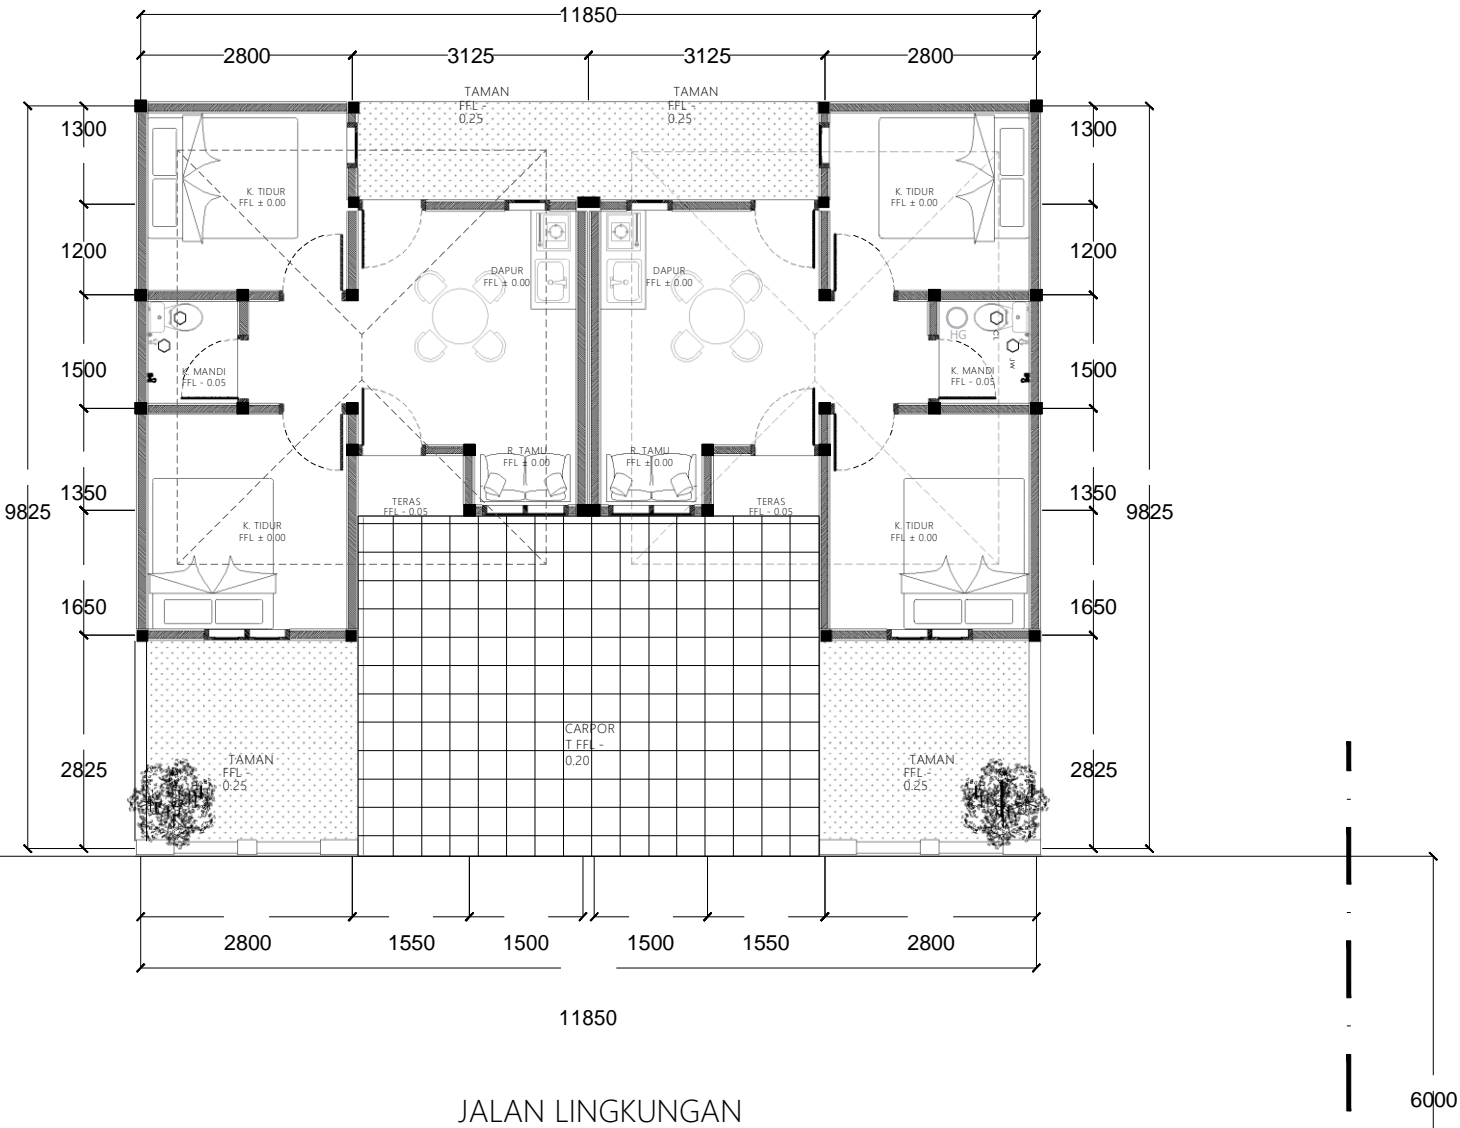 11850
2800
3125
3125
2800
TAMAN
FFL -
0.25
TAMAN
FFL -
0.25
1300
1300
K. TIDUR
FFL ± 0.00
K. TIDUR
FFL ± 0.00
1200
1200
DAPUR
FFL ± 0.00
DAPUR
FFL ± 0.00
HG
CL
JW
K. MANDI
FFL - 0.05
K. MANDI
FFL - 0.05
1500
1500
R. TAMU
FFL ± 0.00
R. TAMU
FFL ± 0.00
1350
1350
TERAS
FFL - 0.05
TERAS
FFL - 0.05
9825
9825
K. TIDUR
FFL ± 0.00
K. TIDUR
FFL ± 0.00
1650
1650
CARPOR
T FFL -
0.20
TAMAN
FFL -
0.25
TAMAN
FFL -
0.25
2825
2825
2800
1550
1500
1500
1550
2800
11850
6000
JALAN LINGKUNGAN